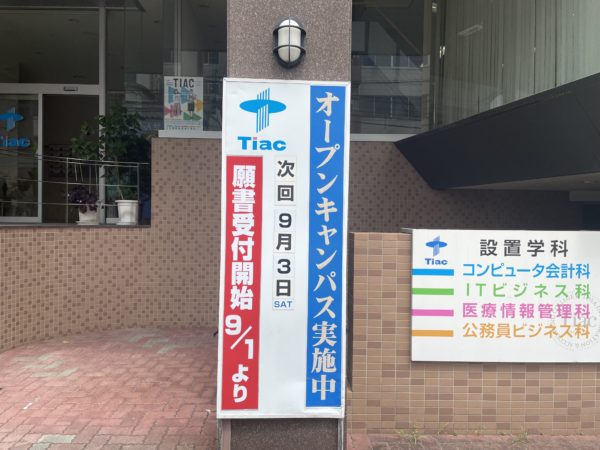 TIAC
Tiac
オープンキャンパス実施中
次回9月3日
SAT
願書受付開始9/1より
Tiac
設置学科
コンピュータ会計科
ITビジネス科
医療情報管理科
公務員ビジネス科